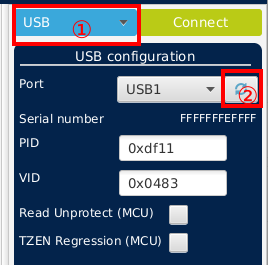 USB ① Connect
USB configuration
Port USB1 ②
Serial number FFFFFFFEFFFF
PID 0xdf11
VID 0x0483
Read Unprotect (MCU)
TZEN Regression (MCU)